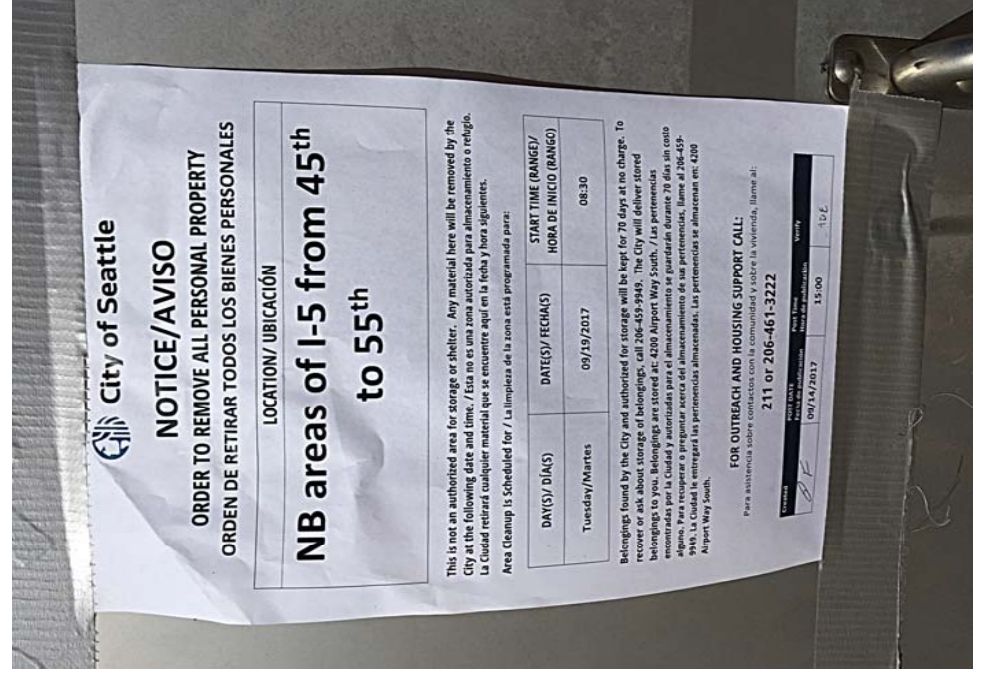 City of Seattle
NOTICE/AVISO
ORDER TO REMOVE ALL PERSONAL PROPERTY
ORDEN DE RETIRAR TODOS LOS BIENES PERSONALES
LOCATION/ UBICACIÓN
NB areas of I-5 from 45th
to 55th
This is not an authorized area for storage or shelter. Any material here will be removed by the
City at the following date and time. / Esta no es una zona autorizada para almacenamiento o refugio.
La Ciudad retirará cualquier material que se encuentre aquí en la fecha y hora siguientes.
Area Cleanup is Scheduled for / La limpieza de la zona está programada para:
DAY(S)/ DÍA(S) DATE(S)/ FECHA(S) START TIME (RANGE)/
HORA DE INICIO (RANGO)
Tuesday/Martes 09/19/2017 08:30
Belongings found by the City and authorized for storage will be kept for 70 days at no charge. To
recover or ask about storage of belongings, call 206-459-9949. The City will deliver stored
belongings to you. Belongings are stored at: 4200 Airport Way South. / Las pertenencias
encontradas por la Ciudad y autorizadas para el almacenamiento se guardarán durante 70 días sin costo
alguno. Para recuperar o preguntar acerca del almacenamiento de sus pertenencias, llame al 206-459-
9949. La Ciudad le entregará las pertenencias almacenadas. Las pertenencias se almacenan en: 4200
Airport Way South.
FOR OUTREACH AND HOUSING SUPPORT CALL:
Para asistencia sobre contactos con la comunidad y sobre la vivienda, llame al:
211 or 206-461-3222
Created POST DATE Post Time Verify
Fecha de publicación Hora de publicación
09/14/2017 15:00